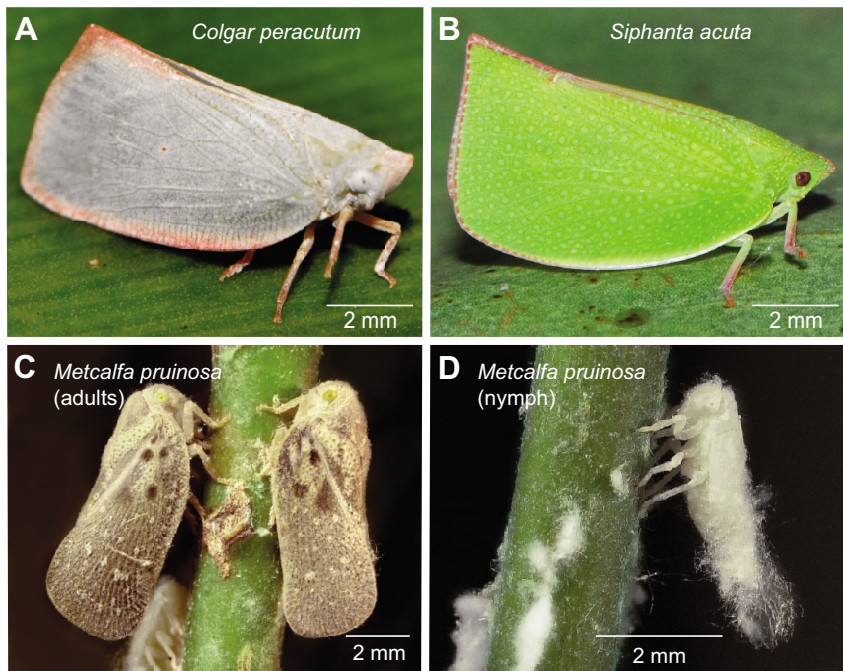 A
Colgar peracutum
2 mm
B
Siphanta acuta
2 mm
C
Metcalfa pruinosa
(adults)
2 mm
D
Metcalfa pruinosa
(nymph)
2 mm